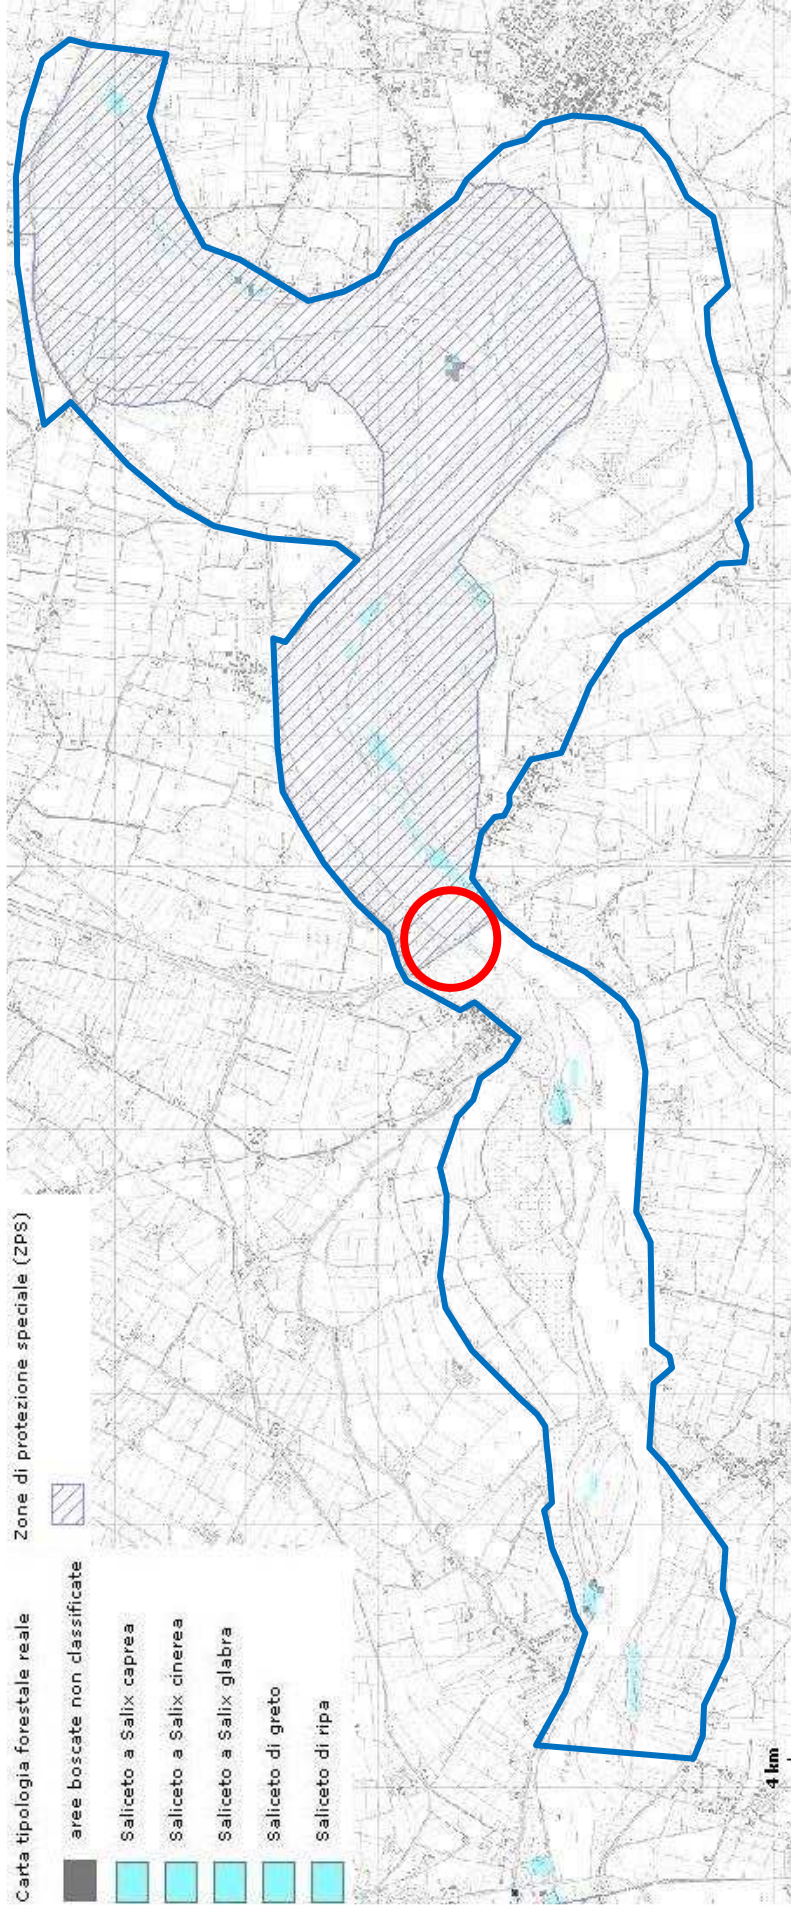 Carta tipologia forestale reale
aree boscate non classificate
Saliceto a Salix caprea
Saliceto a Salix cinerea
Saliceto a Salix glabra
Saliceto di greto
Saliceto di ripa
Zone di protezione speciale (ZPS)
4 km